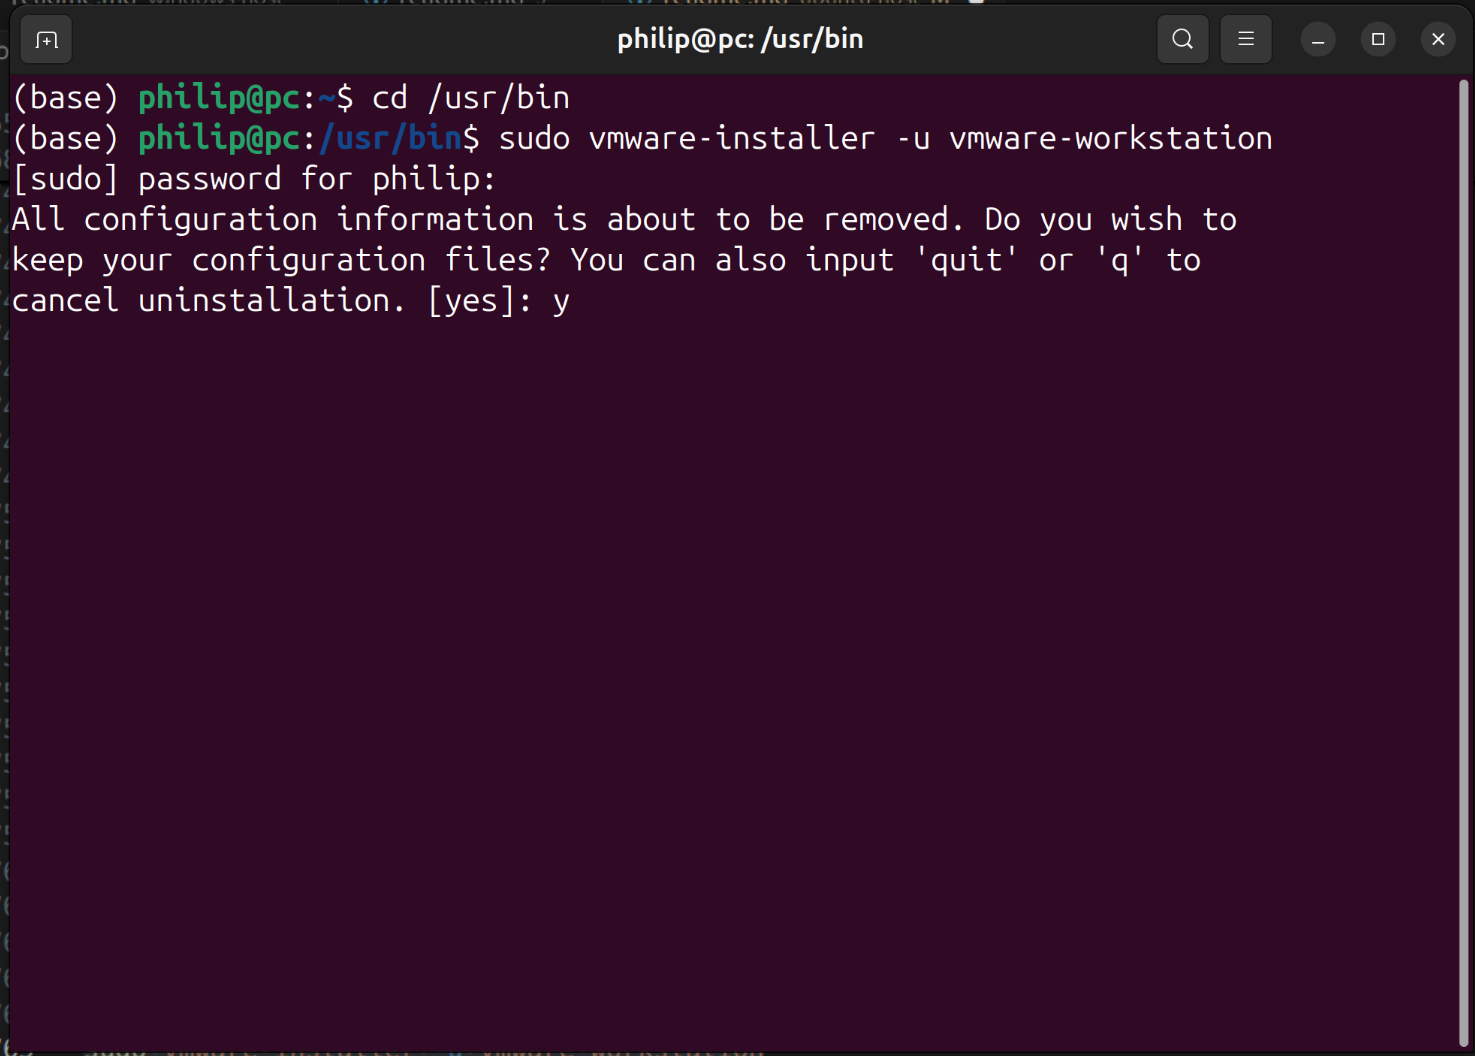 philip@pc: /usr/bin
(base) philip@pc:~$ cd /usr/bin
(base) philip@pc:/usr/bin$ sudo vmware-installer -u vmware-workstation
[sudo] password for philip:
All configuration information is about to be removed. Do you wish to
keep your configuration files? You can also input 'quit' or 'q' to
cancel uninstallation. [yes]: y